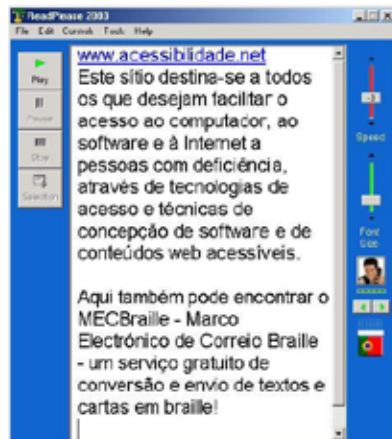 ReadPlease 2003
File Edit Controls Tools Help
Play
Pause
Stop
Selection
www.acessibilidade.net
Este sítio destina-se a todos
os que desejam facilitar o
acesso ao computador, ao
software e à Internet a
pessoas com deficiência,
através de tecnologias de
acesso e técnicas de
concepção de software e de
conteúdos web acessíveis.
Aqui também pode encontrar o
MECBraille - Marco
Electrónico de Correio Braille
- um serviço gratuito de
conversão e envio de textos e
cartas em braille!
Speed
Font
Size